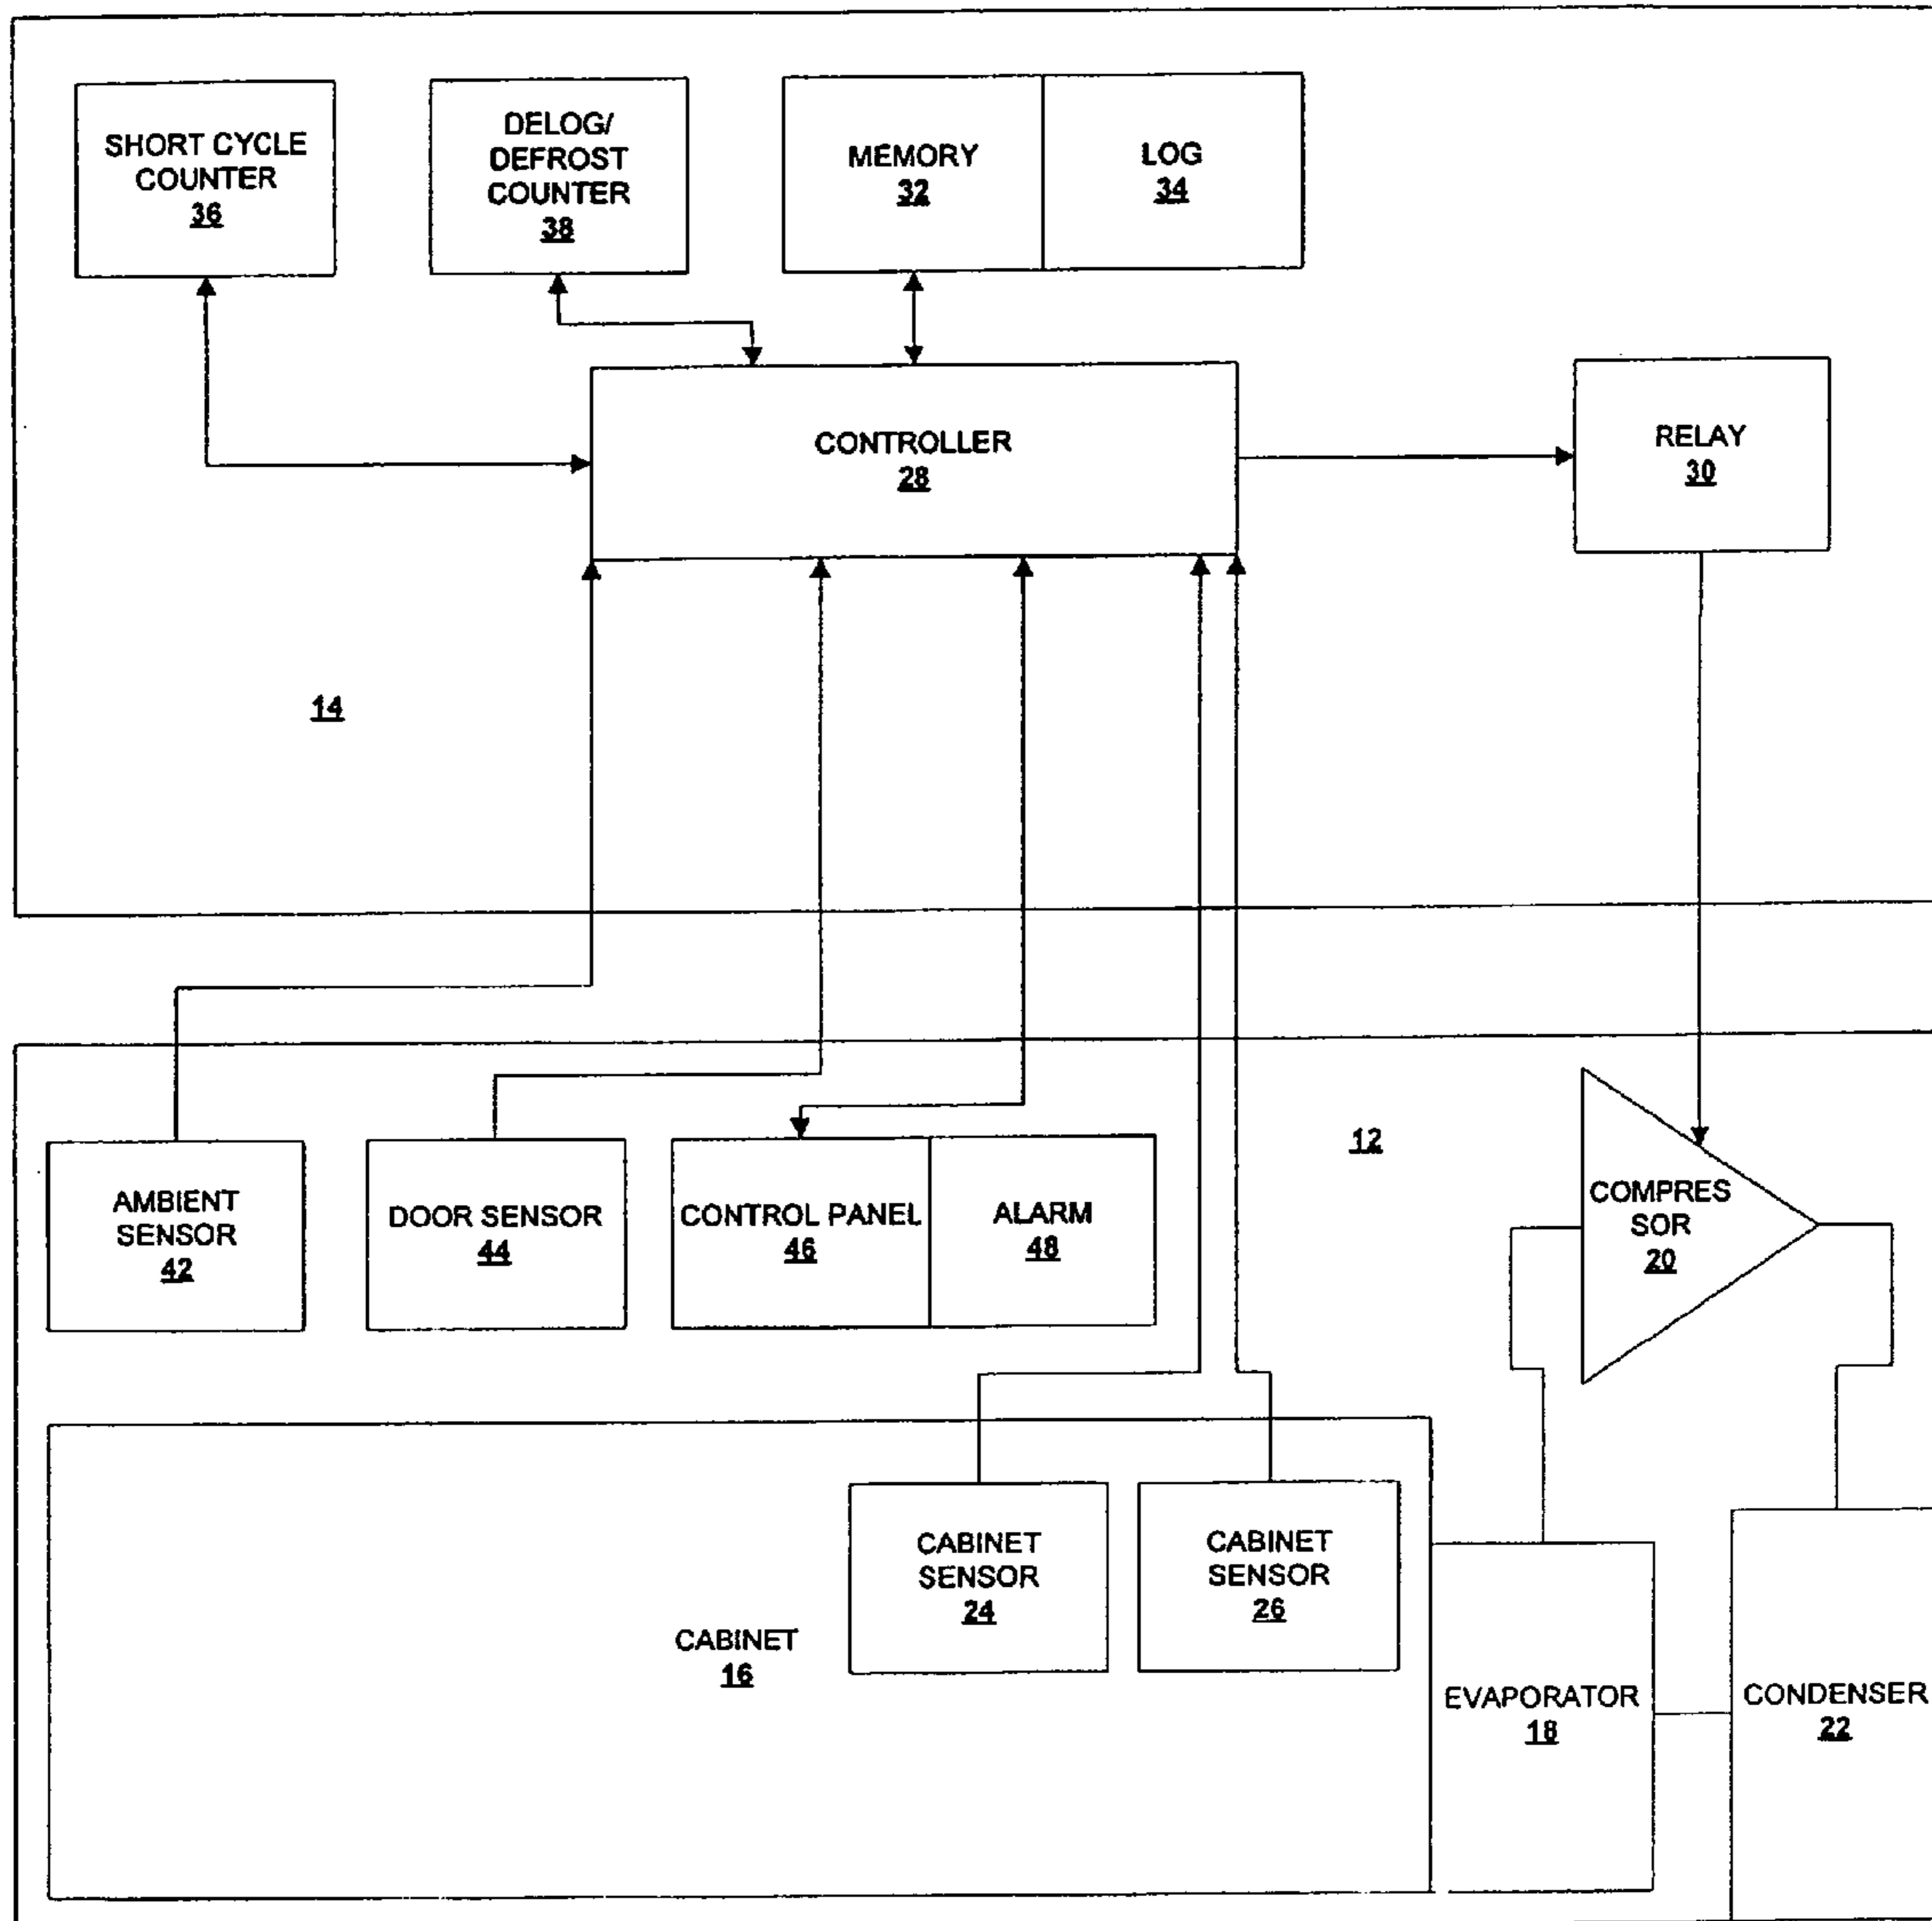 SHORT CYCLE
COUNTER
36
DELOG/
DEFROST
COUNTER
38
MEMORY
32
LOG
34
CONTROLLER
28
RELAY
30
14
12
AMBIENT
SENSOR
42
DOOR SENSOR
44
CONTROL PANEL
46
ALARM
48
COMPRES
SOR
20
CABINET
SENSOR
24
CABINET
SENSOR
26
CABINET
16
EVAPORATOR
18
CONDENSER
22